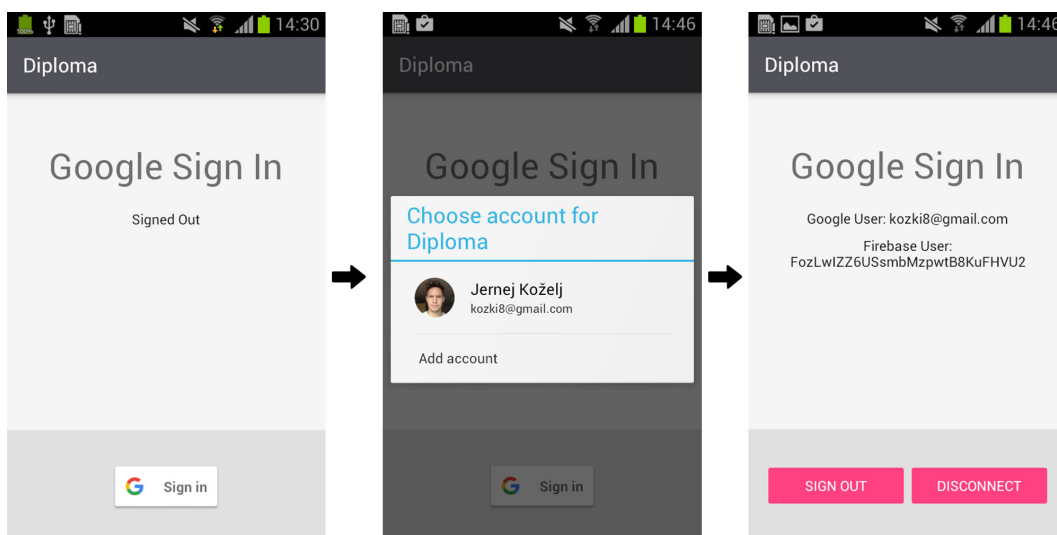 100%
14:30
Diploma
Google Sign In
Signed Out
Sign in
14:46
Diploma
Google Sign In
Choose account for
Diploma
Jernej Koželj
kozki8@gmail.com
Add account
Sign in
14:46
Diploma
Google Sign In
Google User: kozki8@gmail.com
Firebase User:
FozLwIZZ6USsmbMzpwtB8KuFHVU2
SIGN OUT
DISCONNECT